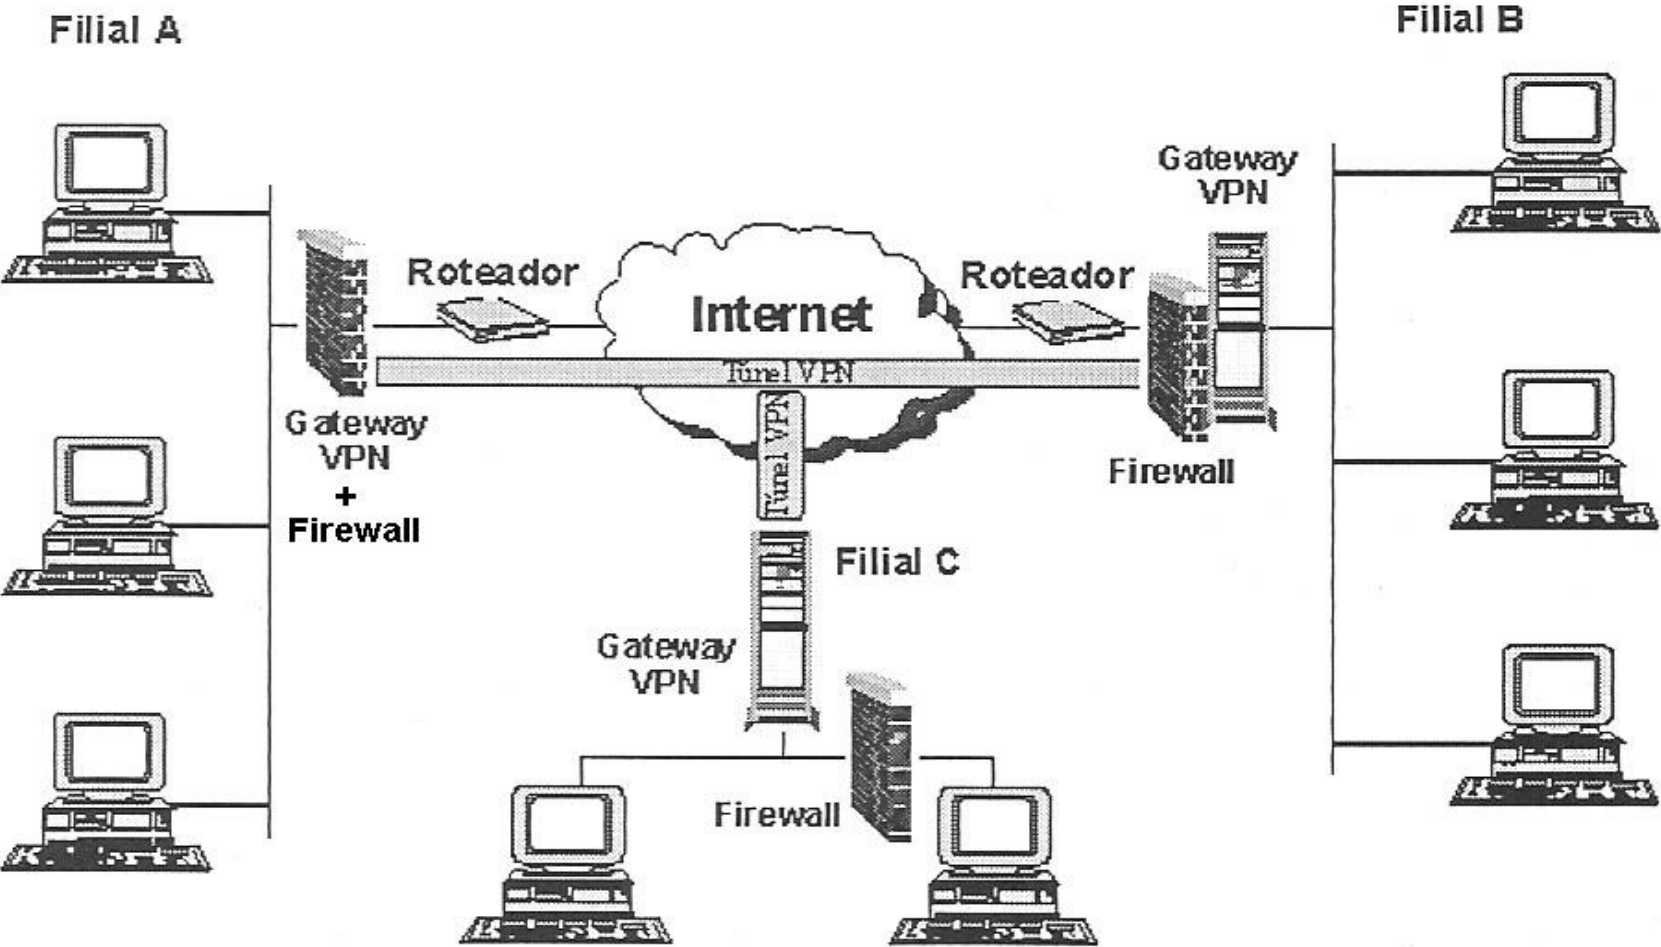 Filial A
Filial B
Gateway
VPN
Roteador
Internet
Roteador
Túnel VPN
Túnel VPN
Gateway
VPN
+
Firewall
Firewall
Filial C
Gateway
VPN
Firewall